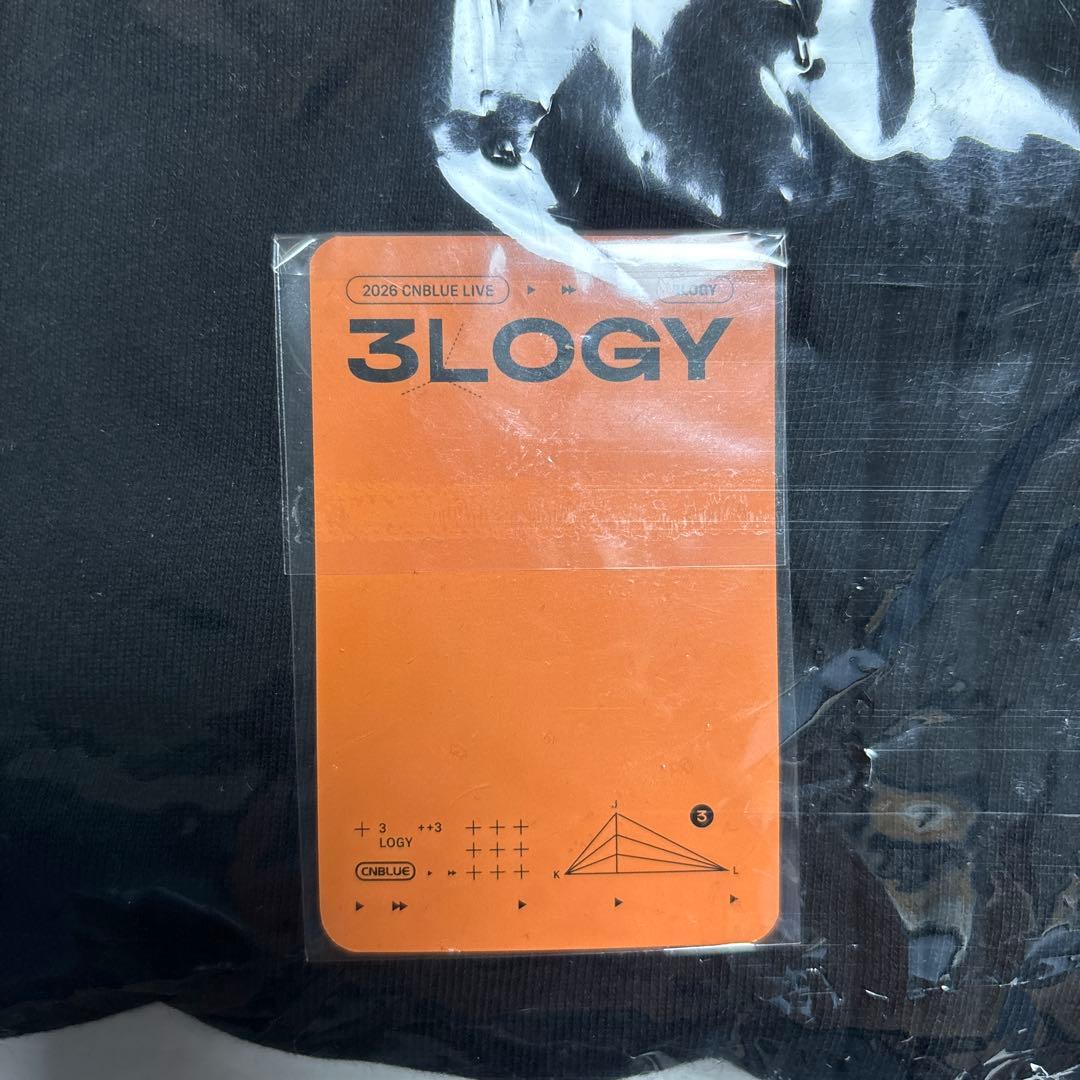 2026 CNBLUE LIVE
3LOGY
3LOGY
J
3
+ 3 ++3
LOGY
CNBLUE
K
L